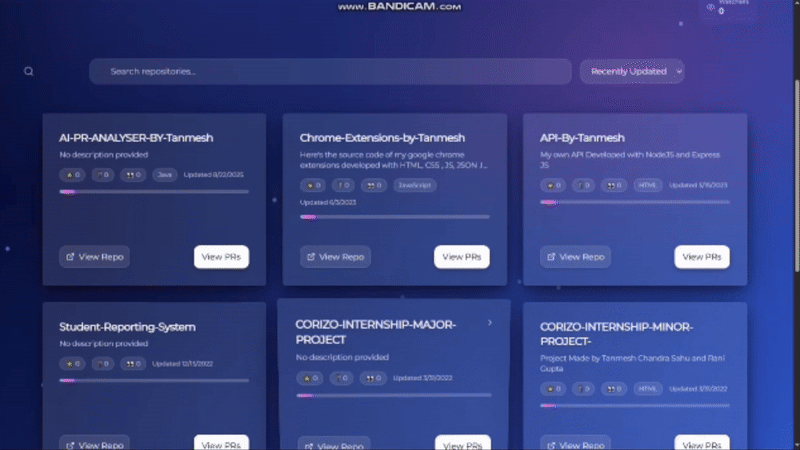 www.BANDICAM.com
Watchers
0
Search repositories...
Recently Updated
AI-PR-ANALYSER-BY-Tanmesh
No description provided
0 0 0 Java Updated 8/22/2025
View Repo View PRs
Chrome-Extensions-by-Tanmesh
Here's the source code of my google chrome
extensions developed with HTML, CSS , JS, JSON J...
0 0 0 JavaScript
Updated 6/3/2023
View Repo View PRs
API-By-Tanmesh
My own API Developed with NodeJS and Express
JS
0 0 0 HTML Updated
View Repo View PRs
Student-Reporting-System
No description provided
0 0 0 Updated 12/13/2022
View Repo View PRs
CORIZO-INTERNSHIP-MAJOR-
PROJECT
No description provided
0 0 0 Updated 3/31/2022
View Repo View PRs
CORIZO-INTERNSHIP-MINOR-
PROJECT-
Project Made by Tanmesh Chandra Sahu and Rani
Gupta
0 0 0 HTML Updated 3/11/2022
View Repo View PRs